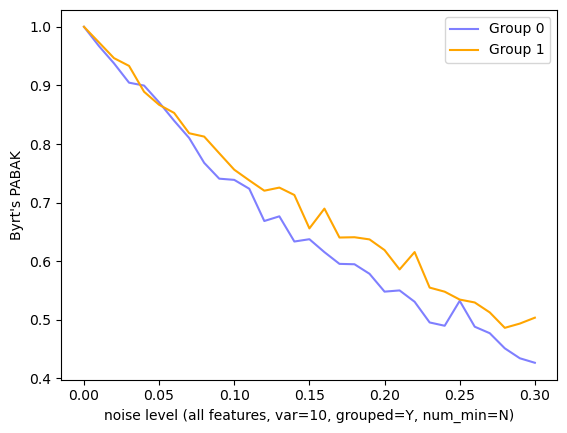 Group 0
Group 1
1.0
0.9
0.8
0.7
0.6
0.5
0.4
Byrt's PABAK
0.00 0.05 0.10 0.15 0.20 0.25 0.30
noise level (all features, var=10, grouped=Y, num_min=N)